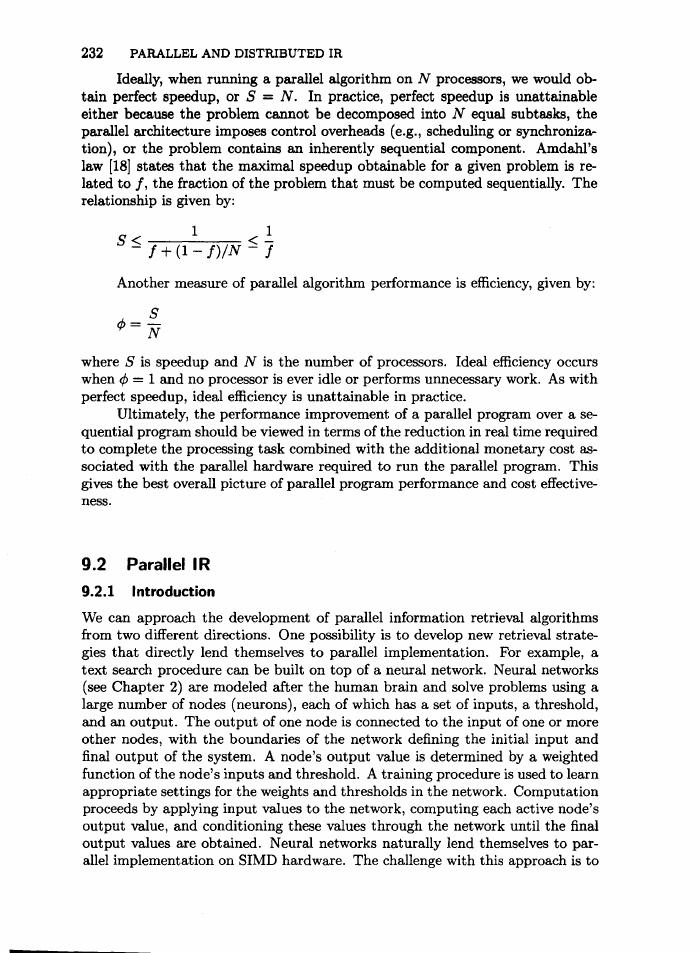 232 PARALLEL AND DISTRIBUTED IR
Ideally, when running a parallel algorithm on N processors, we would ob-
tain perfect speedup, or S = N. In practice, perfect speedup is unattainable
either because the problem cannot be decomposed into N equal subtasks, the
parallel architecture imposes control overheads (e.g., scheduling or synchroniza-
tion), or the problem contains an inherently sequential component. Amdahl's
law [18] states that the maximal speedup obtainable for a given problem is re-
lated to f, the fraction of the problem that must be computed sequentially. The
relationship is given by:
S ≤ 1 / (f + (1 − f)/N) ≤ 1 / f
Another measure of parallel algorithm performance is efficiency, given by:
φ = S / N
where S is speedup and N is the number of processors. Ideal efficiency occurs
when φ = 1 and no processor is ever idle or performs unnecessary work. As with
perfect speedup, ideal efficiency is unattainable in practice.
Ultimately, the performance improvement of a parallel program over a se-
quential program should be viewed in terms of the reduction in real time required
to complete the processing task combined with the additional monetary cost as-
sociated with the parallel hardware required to run the parallel program. This
gives the best overall picture of parallel program performance and cost effective-
ness.
9.2 Parallel IR
9.2.1 Introduction
We can approach the development of parallel information retrieval algorithms
from two different directions. One possibility is to develop new retrieval strate-
gies that directly lend themselves to parallel implementation. For example, a
text search procedure can be built on top of a neural network. Neural networks
(see Chapter 2) are modeled after the human brain and solve problems using a
large number of nodes (neurons), each of which has a set of inputs, a threshold,
and an output. The output of one node is connected to the input of one or more
other nodes, with the boundaries of the network defining the initial input and
final output of the system. A node's output value is determined by a weighted
function of the node's inputs and threshold. A training procedure is used to learn
appropriate settings for the weights and thresholds in the network. Computation
proceeds by applying input values to the network, computing each active node's
output value, and conditioning these values through the network until the final
output values are obtained. Neural networks naturally lend themselves to par-
allel implementation on SIMD hardware. The challenge with this approach is to